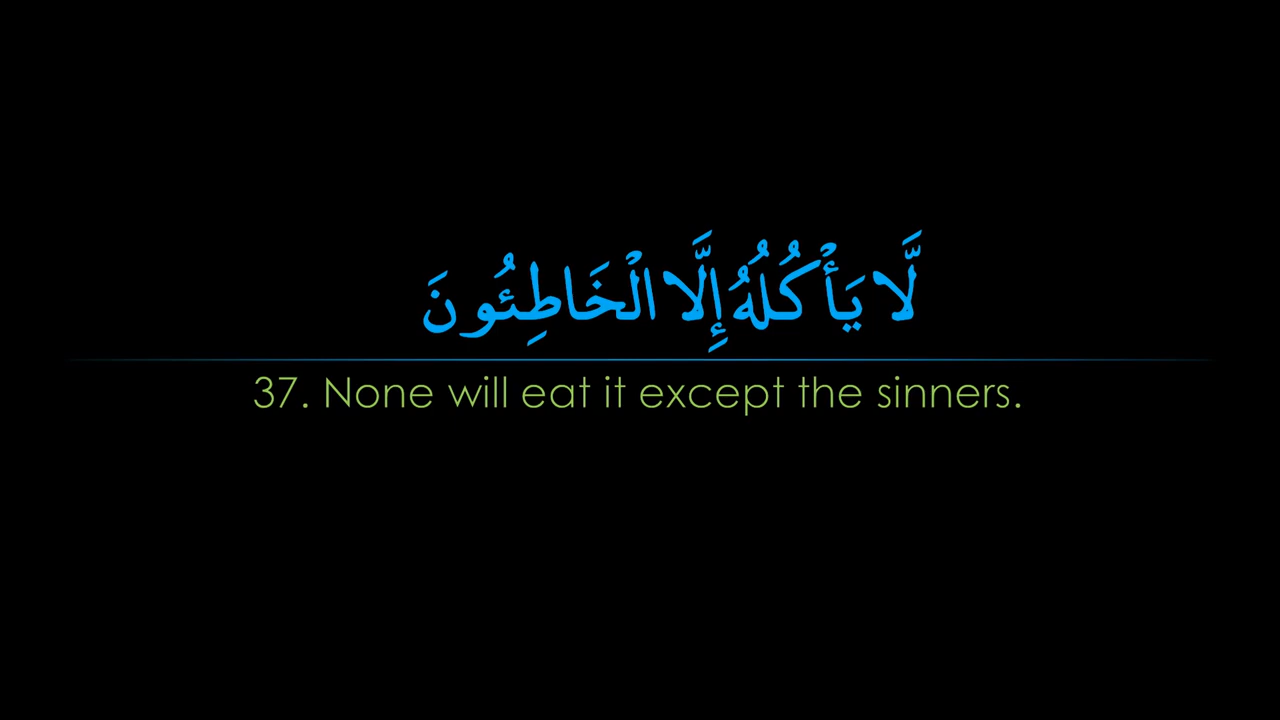 لَّا يَأْكُلُهُ إِلَّا الْخَاطِئُونَ
37. None will eat it except the sinners.